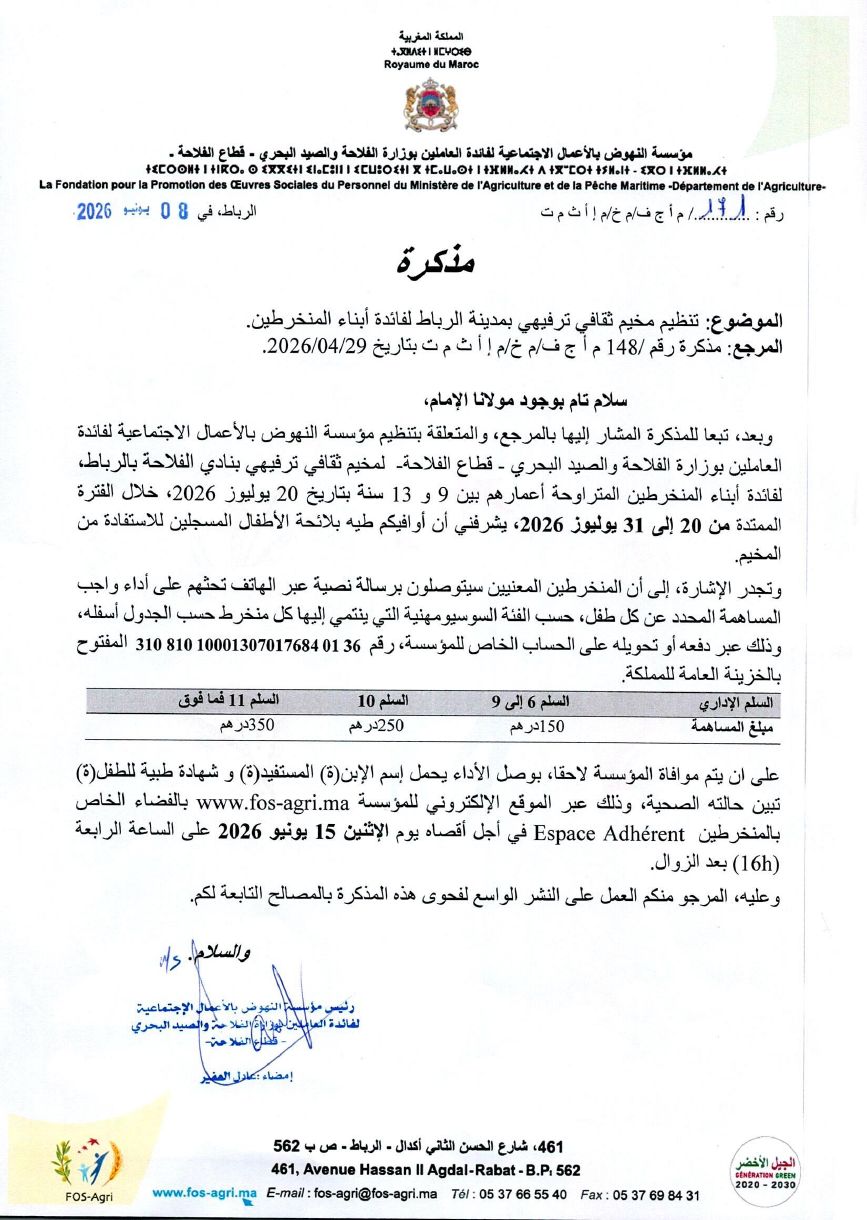 المملكة المغربية
ⵜⴰⴳⵍⴷⵉⵜ ⵏ ⵍⵎⵖⵔⵉⴱ
Royaume du Maroc
مؤسسة النهوض بالأعمال الاجتماعية لفائدة العاملين بوزارة الفلاحة والصيد البحري - قطاع الفلاحة -
La Fondation pour la Promotion des Œuvres Sociales du Personnel du Ministère de l'Agriculture et de la Pêche Maritime -Département de l'Agriculture-
رقم : 171/ م أ ج ف/م خ/م إ أ ث م ت
الرباط، في 08 يونيو 2026
مذكرة
الموضوع: تنظيم مخيم ثقافي ترفيهي بمدينة الرباط لفائدة أبناء المنخرطين.
المرجع: مذكرة رقم /148 م أ ج ف/م خ/م إ أ ث م ت بتاريخ 2026/04/29.
سلام تام بوجود مولانا الإمام،
وبعد، تبعا للمذكرة المشار إليها بالمرجع، والمتعلقة بتنظيم مؤسسة النهوض بالأعمال الاجتماعية لفائدة
العاملين بوزارة الفلاحة والصيد البحري - قطاع الفلاحة- لمخيم ثقافي ترفيهي بنادي الفلاحة بالرباط،
لفائدة أبناء المنخرطين المتراوحة أعمارهم بين 9 و 13 سنة بتاريخ 20 يوليوز 2026، خلال الفترة
الممتدة من 20 إلى 31 يوليوز 2026، يشرفني أن أوافيكم طيه بلائحة الأطفال المسجلين للاستفادة من
المخيم.
وتجدر الإشارة، إلى أن المنخرطين المعنيين سيتوصلون برسالة نصية عبر الهاتف تحثهم على أداء واجب
المساهمة المحدد عن كل طفل، حسب الفئة السوسيومهنية التي ينتمي إليها كل منخرط حسب الجدول أسفله،
وذلك عبر دفعه أو تحويله على الحساب الخاص للمؤسسة، رقم 310 810 1000130701768401 36 المفتوح
بالخزينة العامة للمملكة.
السلم الإداري السلم 6 إلى 9 السلم 10 السلم 11 فما فوق
مبلغ المساهمة 150درهم 250درهم 350درهم
على ان يتم موافاة المؤسسة لاحقا، بوصل الأداء يحمل إسم الإبن(ة) المستفيد(ة) و شهادة طبية للطفل(ة)
تبين حالته الصحية، وذلك عبر الموقع الإلكتروني للمؤسسة www.fos-agri.ma بالفضاء الخاص
بالمنخرطين Espace Adhérent في أجل أقصاه يوم الإثنين 15 يونيو 2026 على الساعة الرابعة
(16h) بعد الزوال.
وعليه، المرجو منكم العمل على النشر الواسع لفحوى هذه المذكرة بالمصالح التابعة لكم.
والسلام.
رئيس مؤسسة النهوض بالأعمال الإجتماعية
لفائدة العاملين بوزارة الفلاحة والصيد البحري
- قطاع الفلاحة-
إمضاء :عادل
461، شارع الحسن الثاني أكدال - الرباط - ص ب 562
461, Avenue Hassan II Agdal-Rabat - B.P: 562
www.fos-agri.ma E-mail : fos-agri@fos-agri.ma Tél : 05 37 66 55 40 Fax : 05 37 69 84 31
FOS-Agri
الجيل الأخضر
GÉNÉRATION GREEN
2020 - 2030